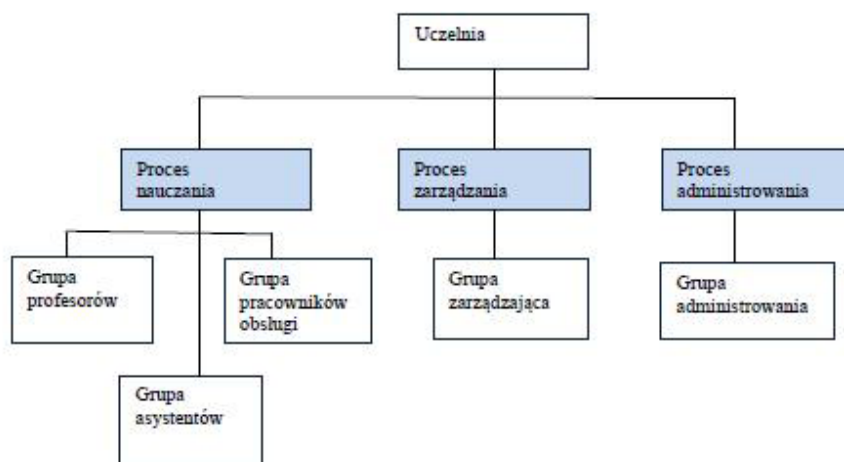 Uczelnia
Proces
nauczania
Proces
zarządzania
Proces
administrowania
Grupa
profesorów
Grupa
pracowników
obsługi
Grupa
zarządzająca
Grupa
administrowania
Grupa
asystentów